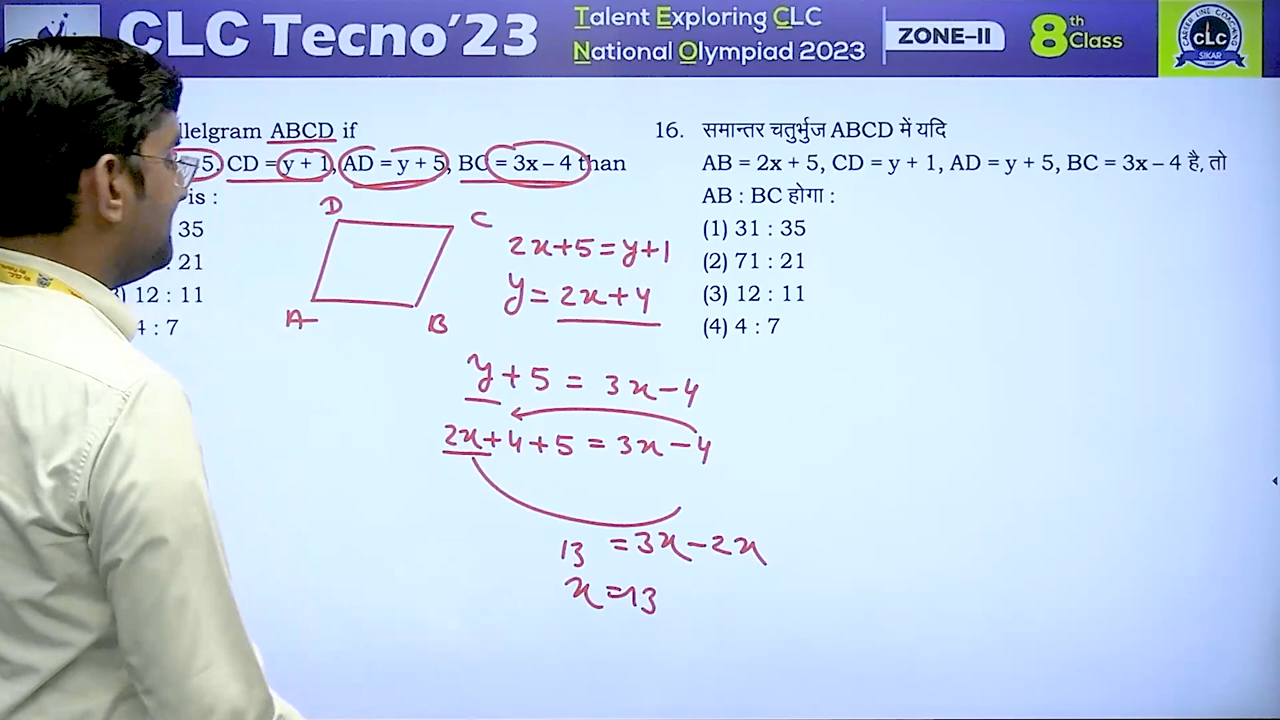 CLC Tecno'23
Talent Exploring CLC
National Olympiad 2023
ZONE–II
8th Class
CAREER LINE COACHING
CLC
SIKAR
llelgram ABCD if
5, CD = y + 1, AD = y + 5, BC = 3x – 4 than
is :
35
: 21
) 12 : 11
4 : 7
D
C
A
B
2x+5=y+1
y=2x+4
y+5=3x-4
2x+4+5=3x-4
13=3x-2x
x=13
16. समान्तर चतुर्भुज ABCD में यदि
AB = 2x + 5, CD = y + 1, AD = y + 5, BC = 3x – 4 है, तो
AB : BC होगा :
(1) 31 : 35
(2) 71 : 21
(3) 12 : 11
(4) 4 : 7